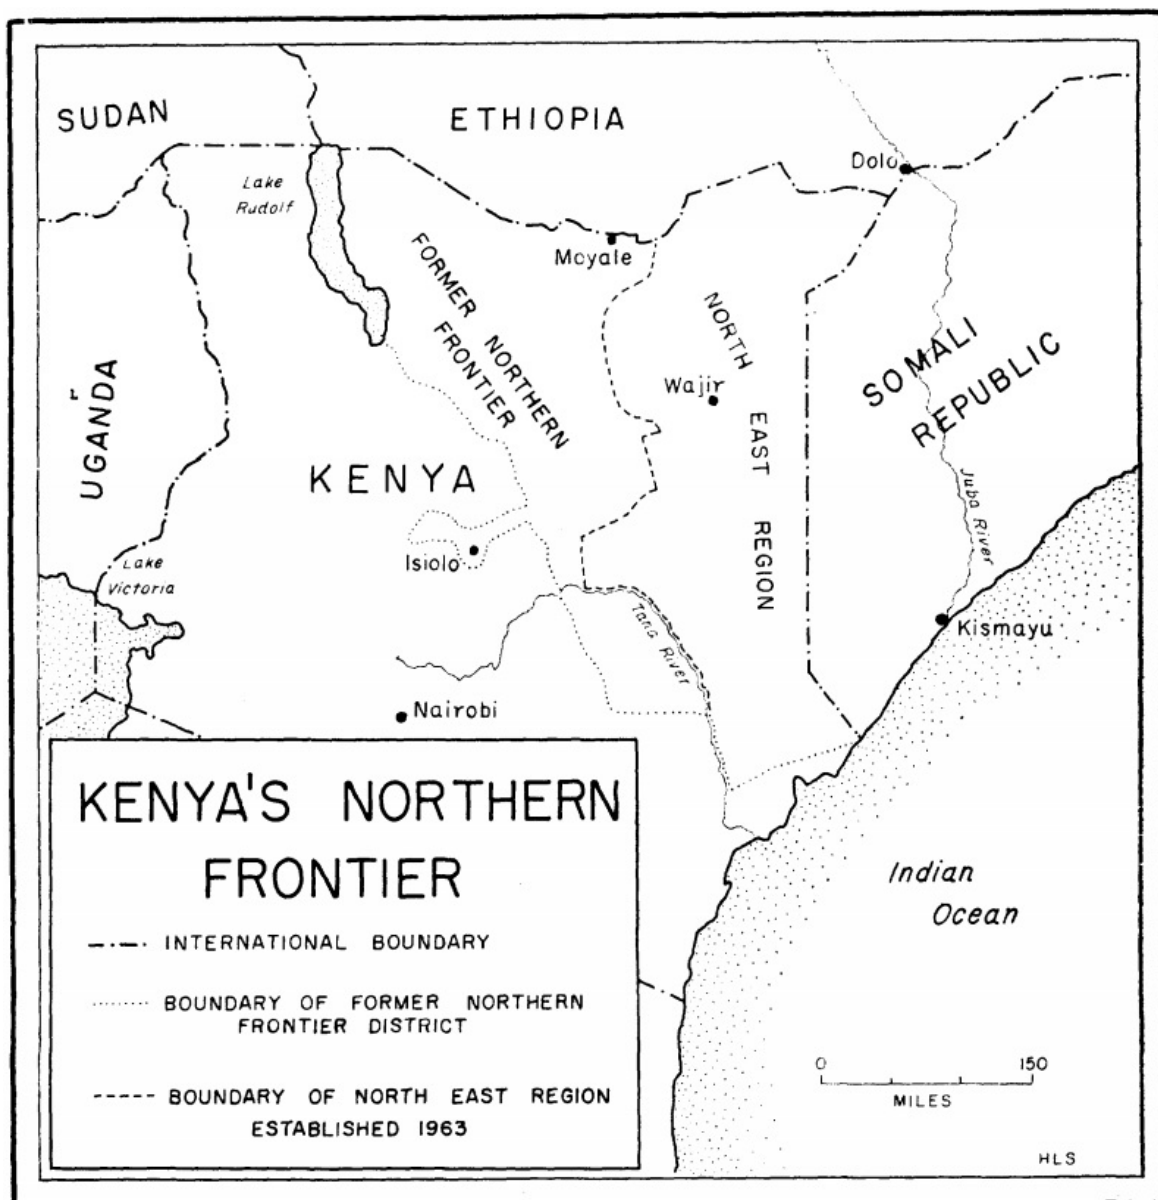 SUDAN
ETHIOPIA
Lake
Rudolf
Dolo
Moyale
FORMER NORTHERN
FRONTIER
NORTH
EAST
REGION
Wajir
SOMALI
REPUBLIC
UGANDA
KENYA
Juba River
Isiolo
Lake
Victoria
Tana River
Kismayu
Nairobi
KENYA'S NORTHERN
FRONTIER
INTERNATIONAL BOUNDARY
BOUNDARY OF FORMER NORTHERN
FRONTIER DISTRICT
BOUNDARY OF NORTH EAST REGION
ESTABLISHED 1963
Indian
Ocean
0 150
MILES
HLS